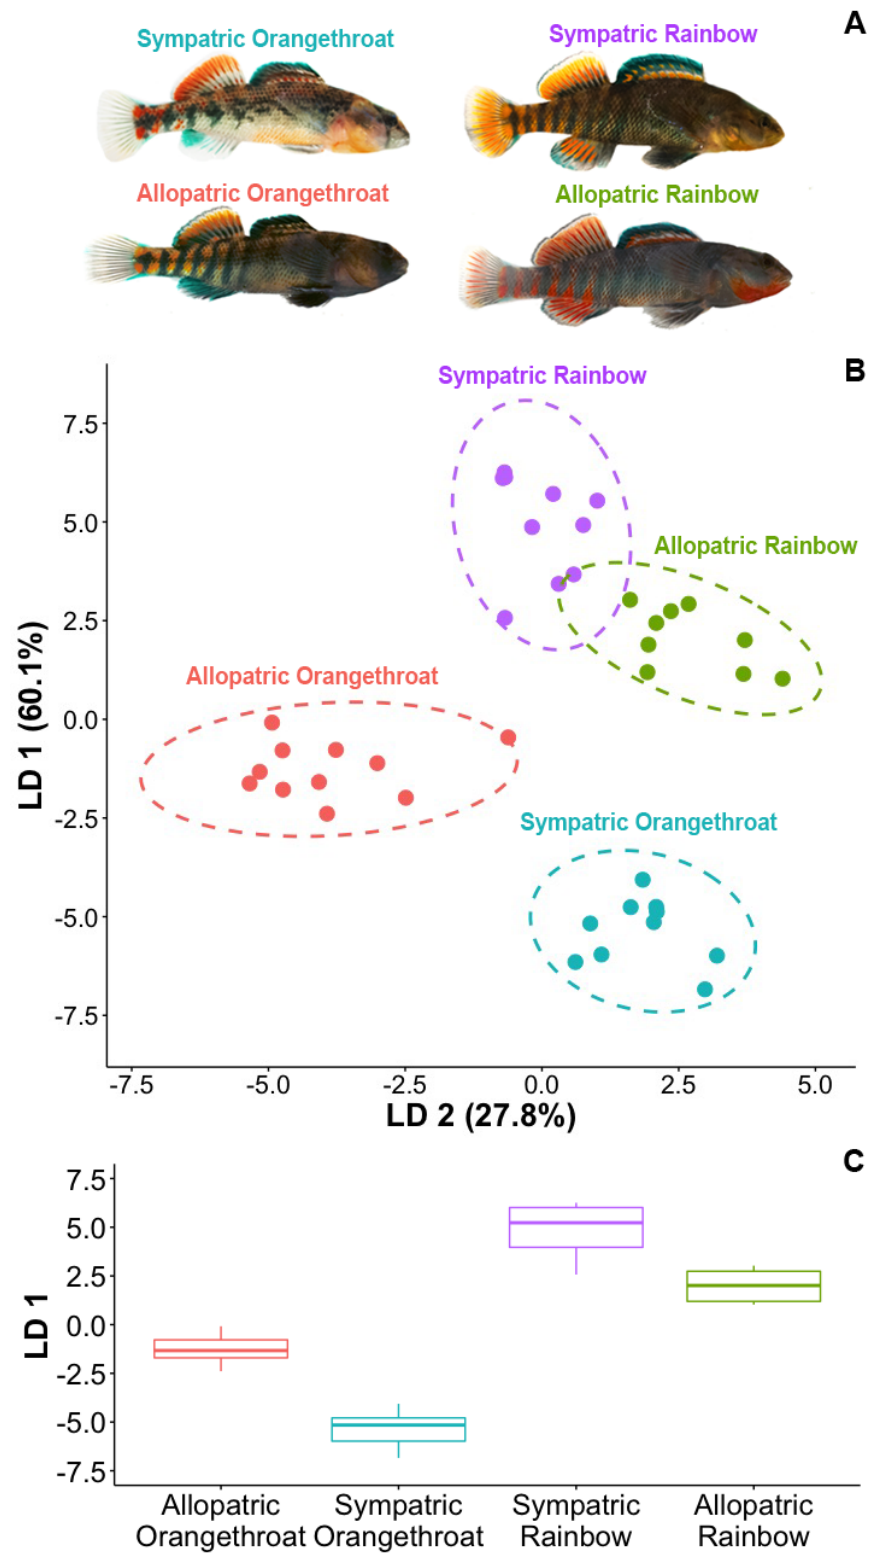 A
Sympatric Orangethroat
Sympatric Rainbow
Allopatric Orangethroat
Allopatric Rainbow
B
Sympatric Rainbow
7.5
5.0
Allopatric Rainbow
2.5
Allopatric Orangethroat
0.0
-2.5
Sympatric Orangethroat
-5.0
-7.5
LD 1 (60.1%)
-7.5 -5.0 -2.5 0.0 2.5 5.0
LD 2 (27.8%)
C
7.5
5.0
2.5
0.0
-2.5
-5.0
-7.5
LD 1
Allopatric Sympatric Sympatric Allopatric
Orangethroat Orangethroat Rainbow Rainbow